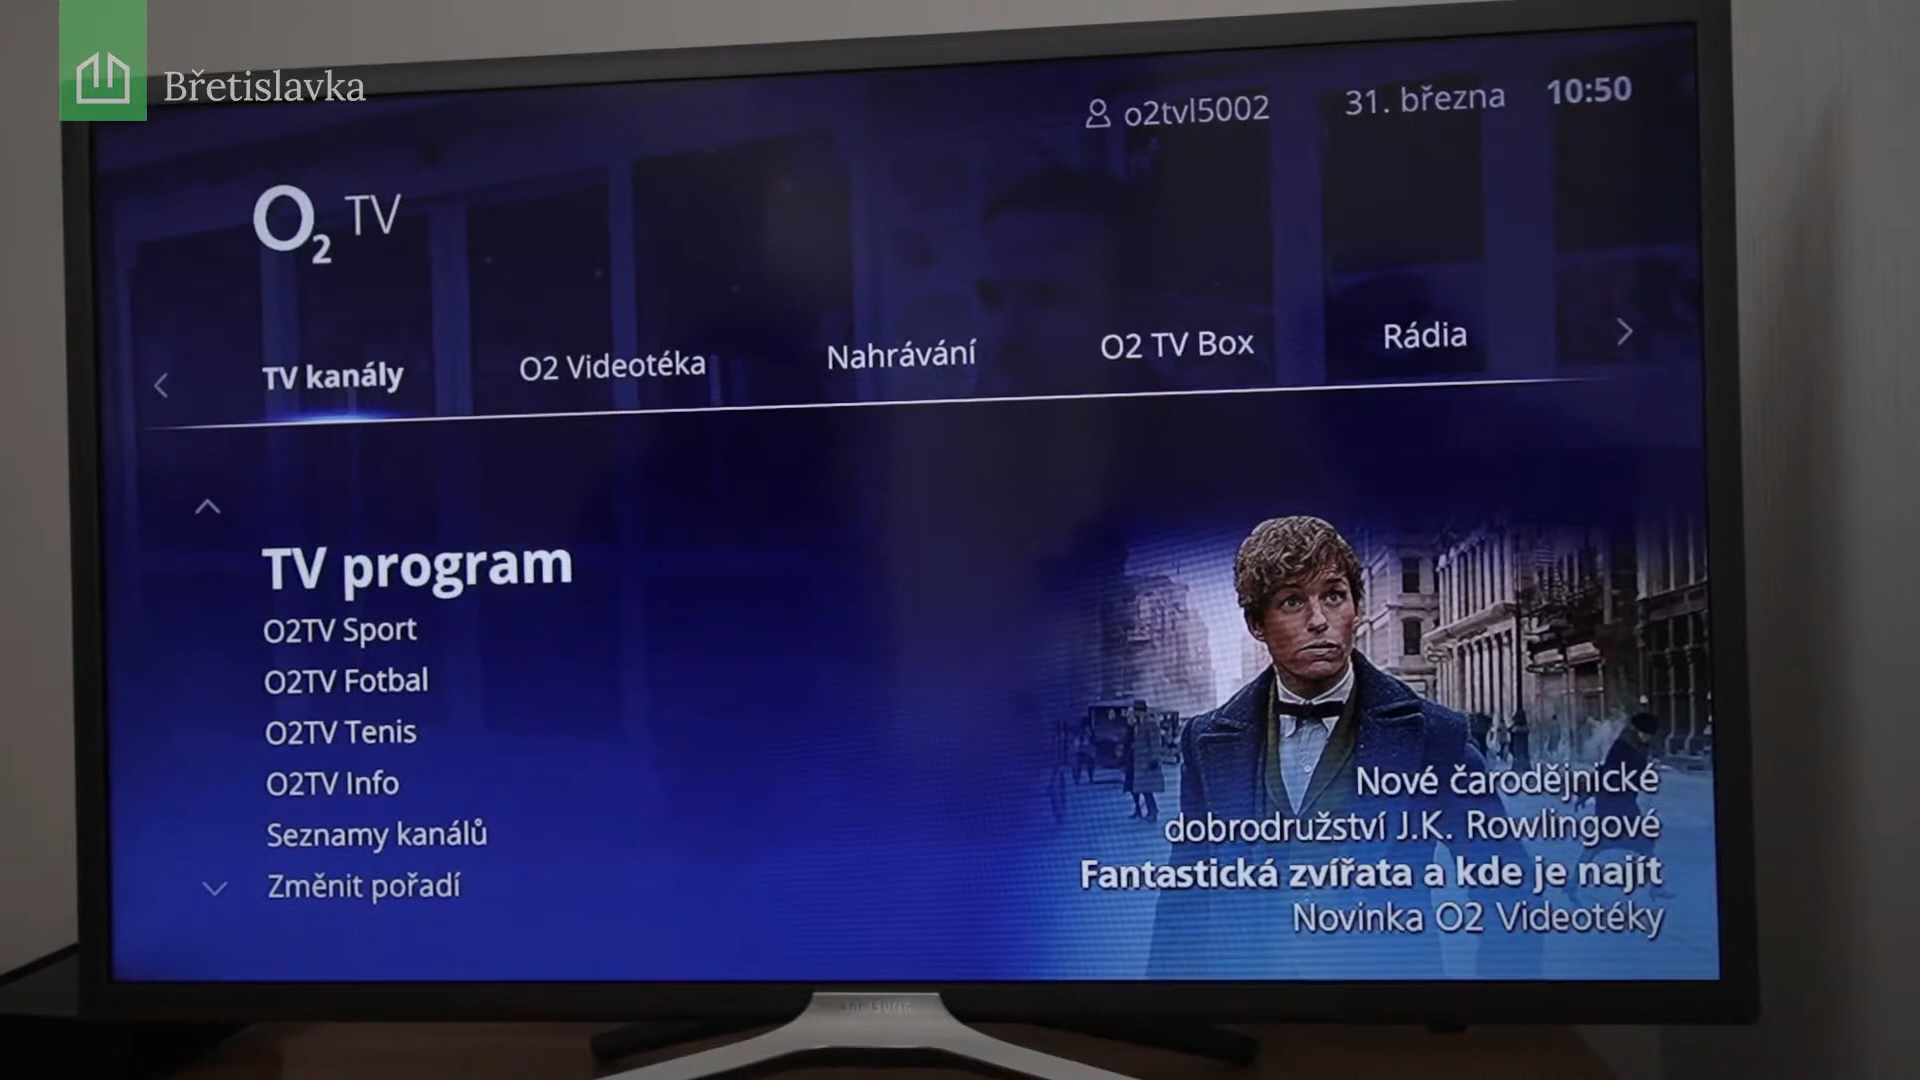 Břetislavka
o2tvl5002 31. března 10:50
O2 TV
TV kanály O2 Videotéka Nahrávání O2 TV Box Rádia
TV program
O2TV Sport
O2TV Fotbal
O2TV Tenis
O2TV Info
Seznamy kanálů
Změnit pořadí
Nové čarodějnické
dobrodružství J.K. Rowlingové
Fantastická zvířata a kde je najít
Novinka O2 Videotéky
SAMSUNG